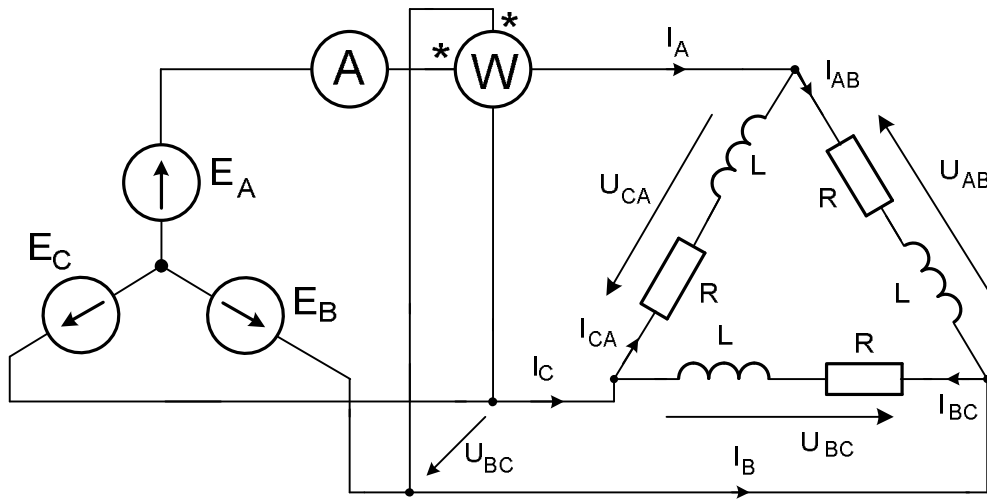 *
* A W I_A
I_AB
E_A
L
U_CA
R
U_AB
E_C
E_B
R
L
I_CA
L
R
I_C
I_BC
U_BC
U_BC
I_B